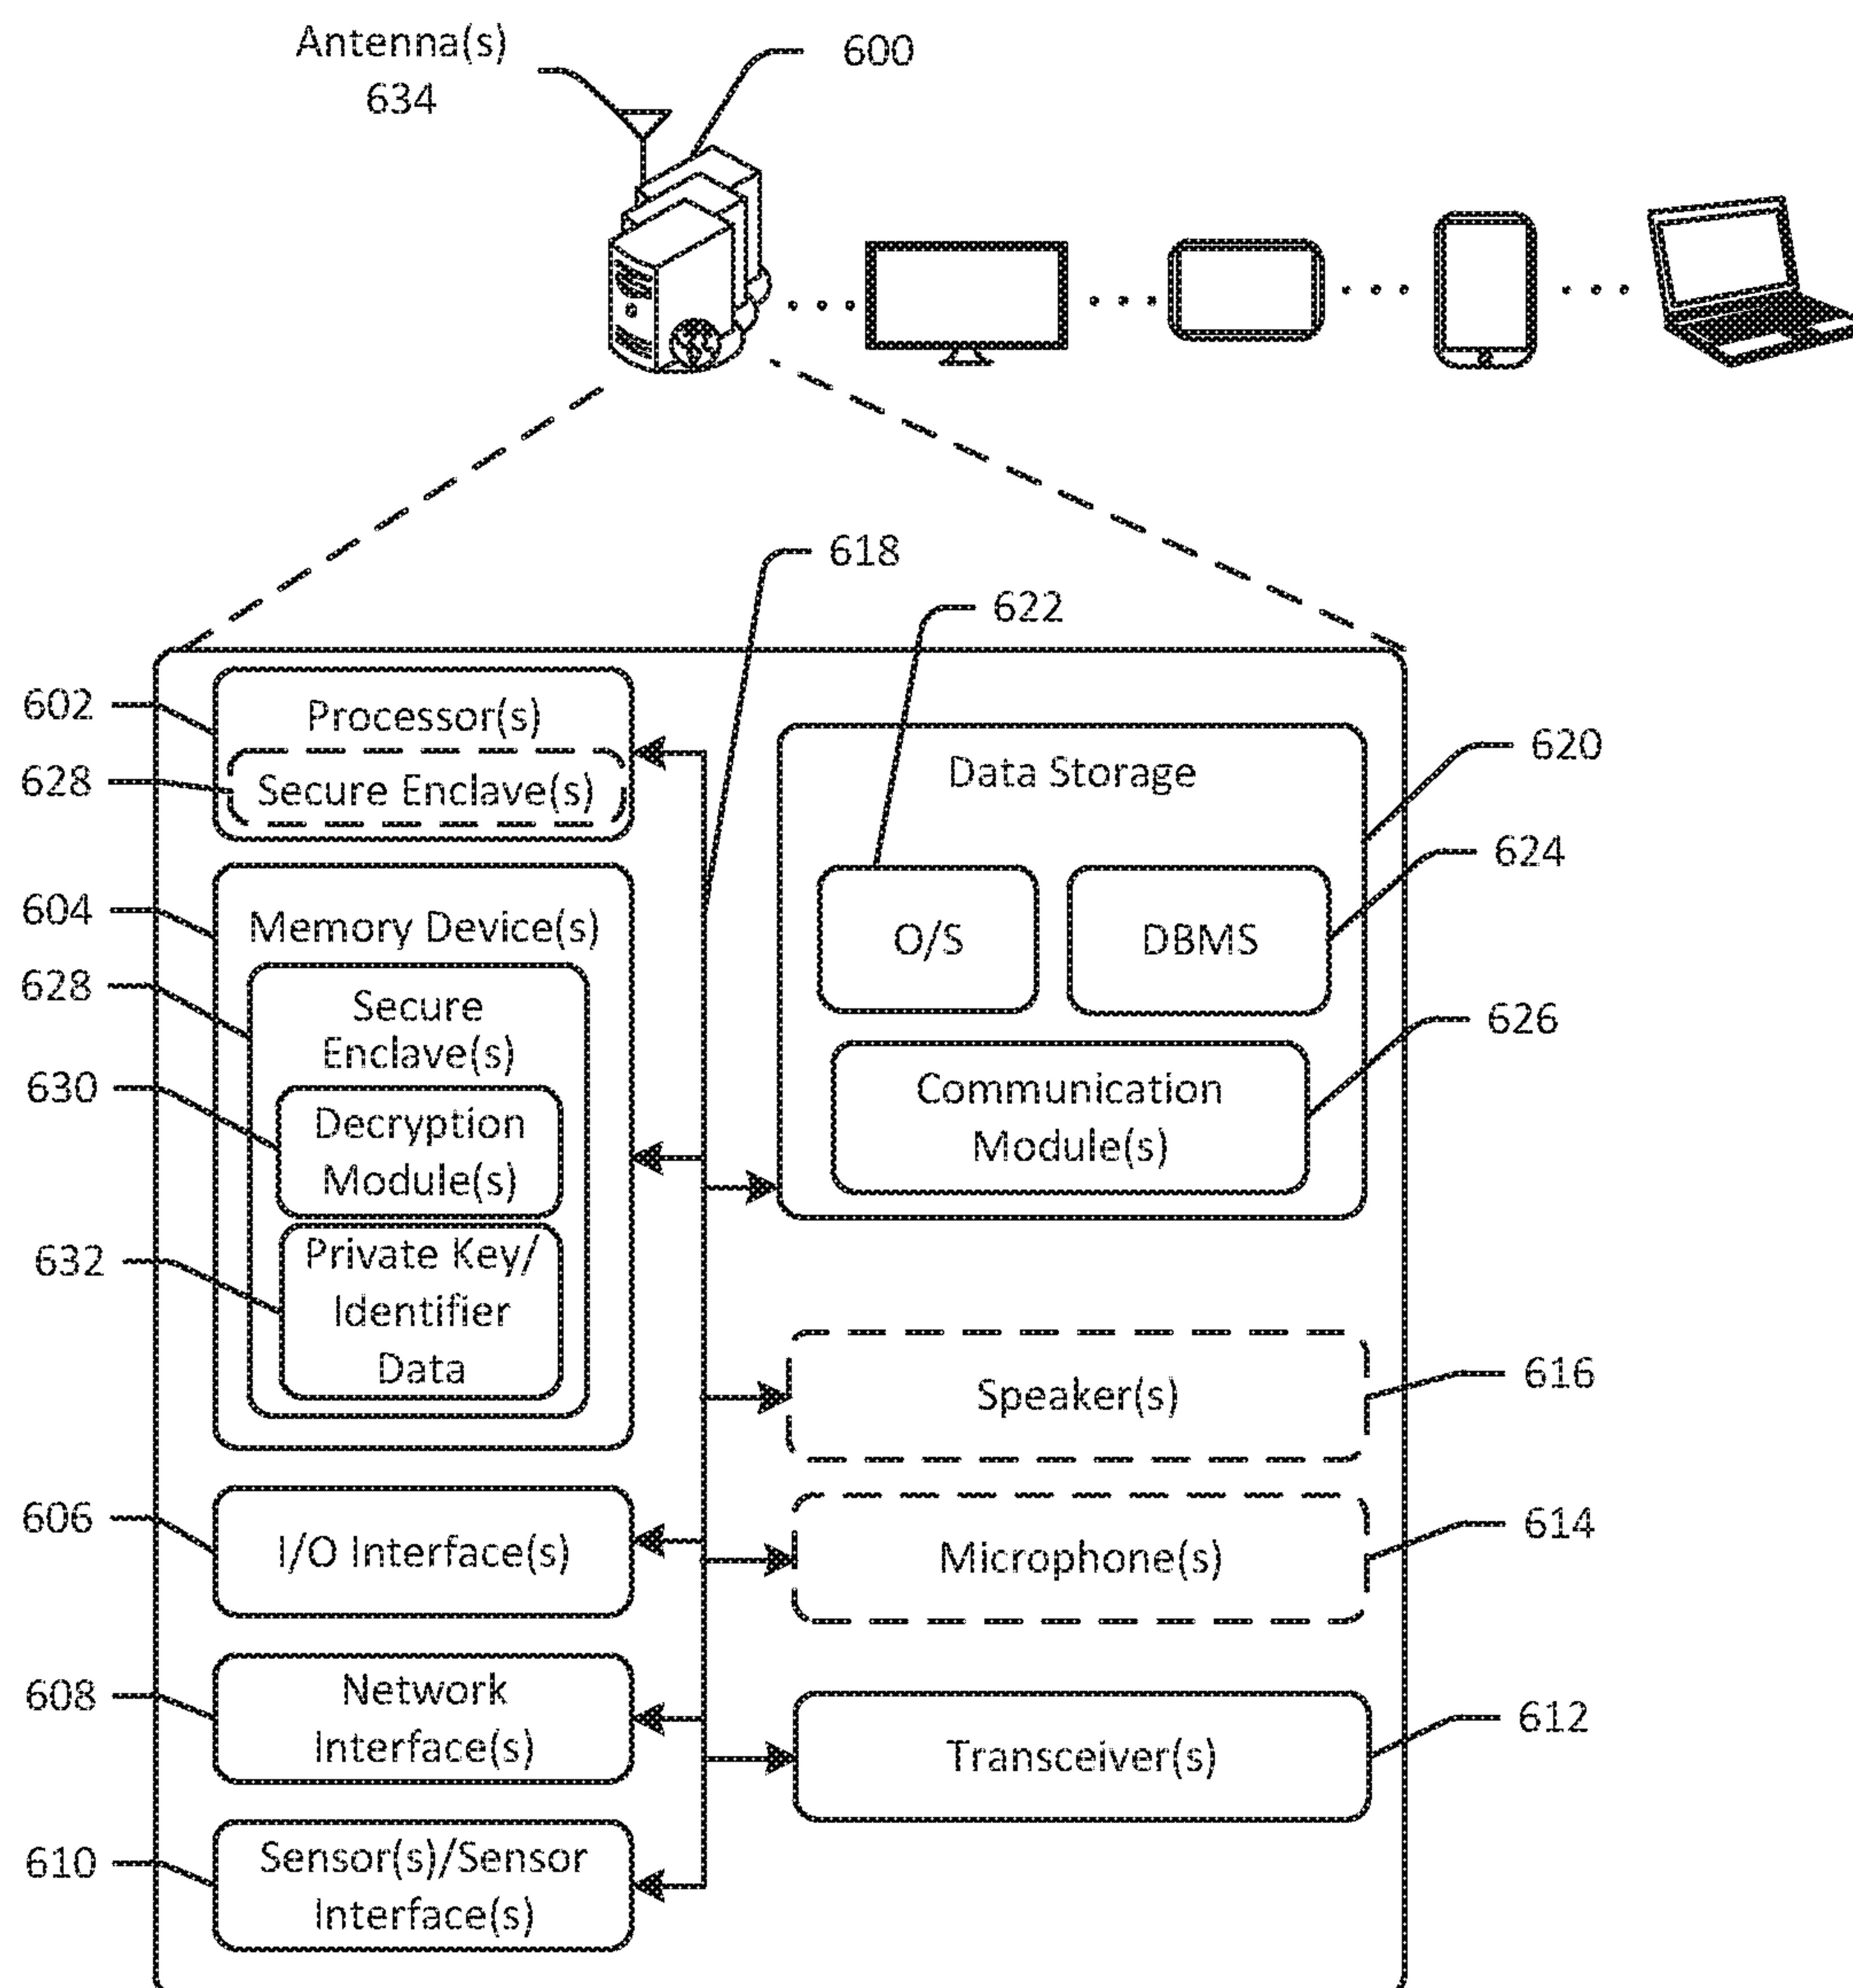 Antenna(s)
634
600
618
622
602
Processor(s)
628
Secure Enclave(s)
Data Storage
620
624
604
Memory Device(s)
O/S
DBMS
628
Secure
Enclave(s)
626
630
Decryption
Module(s)
Communication
Module(s)
632
Private Key/
Identifier
Data
Speaker(s)
616
606
I/O Interface(s)
Microphone(s)
614
608
Network
Interface(s)
Transceiver(s)
612
610
Sensor(s)/Sensor
Interface(s)